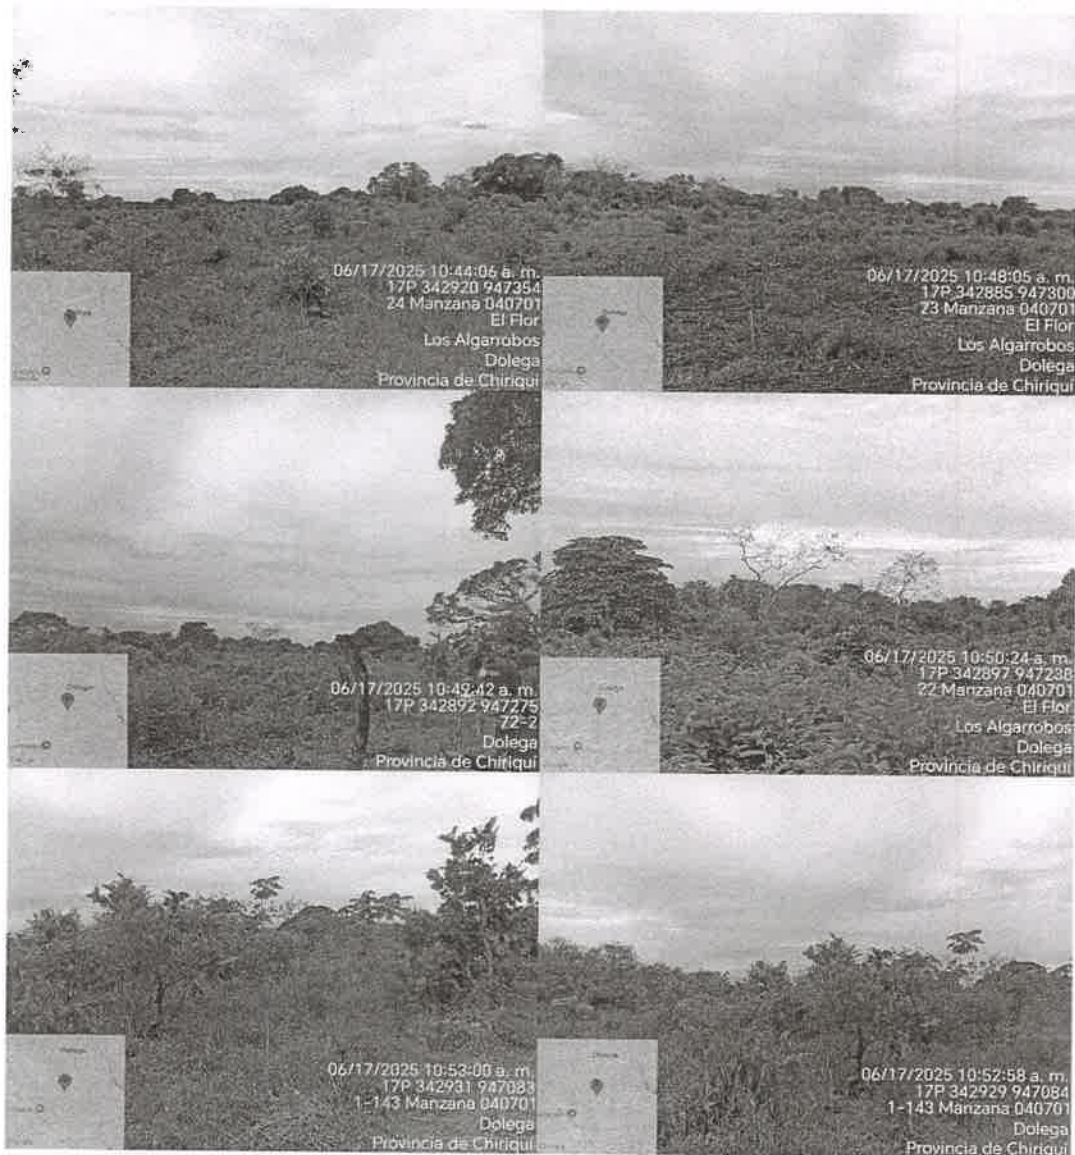 06/17/2025 10:44:06 a. m.
17P 342920 947354
24 Manzana 040701
El Flor
Los Algarrobos
Dolega
Provincia de Chiriquí
06/17/2025 10:48:05 a. m.
17P 342885 947300
23 Manzana 040701
El Flor
Los Algarrobos
Dolega
Provincia de Chiriquí
06/17/2025 10:49:42 a. m.
17P 342892 947275
72-2
Dolega
Provincia de Chiriquí
06/17/2025 10:50:24 a. m.
17P 342897 947238
22 Manzana 040701
El Flor
Los Algarrobos
Dolega
Provincia de Chiriquí
06/17/2025 10:53:00 a. m.
17P 342931 947083
1-143 Manzana 040701
Dolega
Provincia de Chiriquí
06/17/2025 10:52:58 a. m.
17P 342929 947084
1-143 Manzana 040701
Dolega
Provincia de Chiriquí